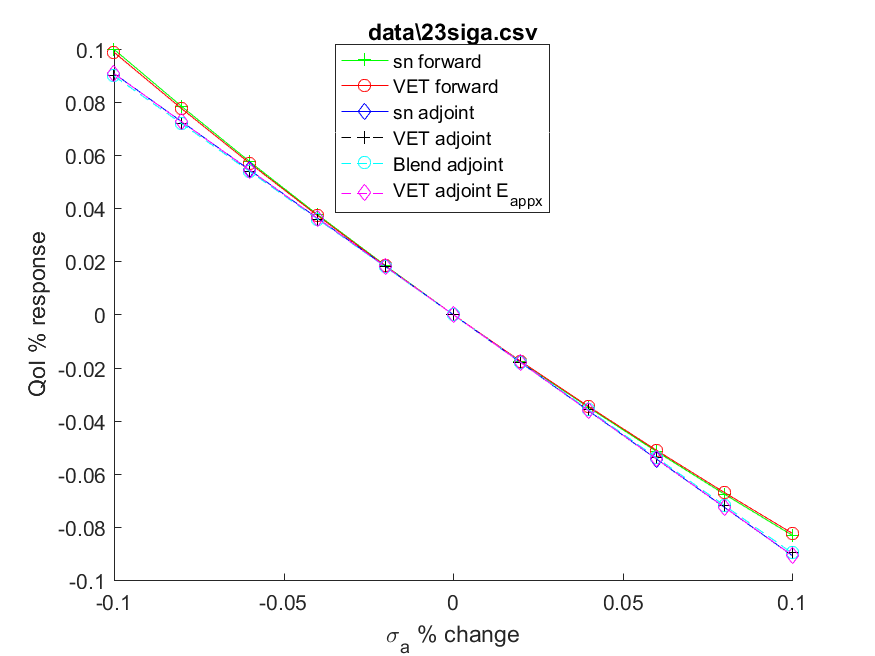 data\23siga.csv
sn forward
VET forward
sn adjoint
VET adjoint
Blend adjoint
VET adjoint E_appx
QoI % response
0.1
0.08
0.06
0.04
0.02
0
-0.02
-0.04
-0.06
-0.08
-0.1
-0.1 -0.05 0 0.05 0.1
σ_a % change